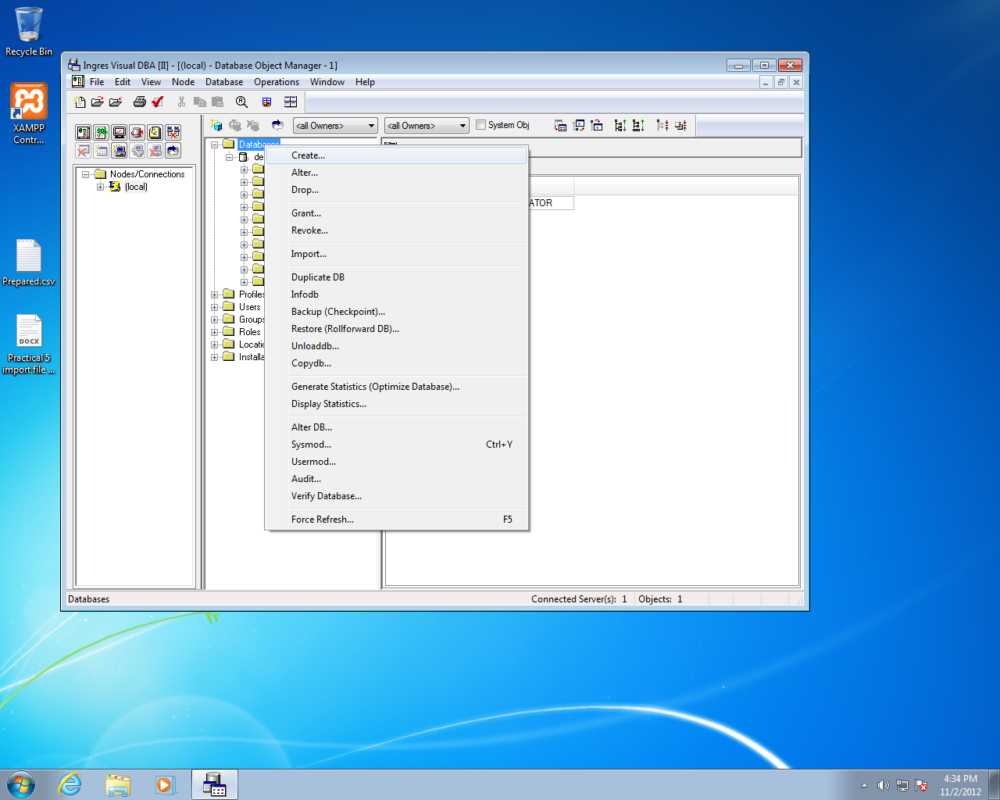 Recycle Bin
XAMPP
Contr...
Prepared.csv
DOCX
Practical 5
import file ...
Ingres Visual DBA [II] - [(local) - Database Object Manager - 1]
File Edit View Node Database Operations Window Help
<all Owners> <all Owners> System Obj
Nodes/Connections
(local)
Databases
de
Profiles
Users
Groups
Roles
Locatio
Installa
Create...
Alter...
Drop...
Grant...
Revoke...
Import...
Duplicate DB
Infodb
Backup (Checkpoint)...
Restore (Rollforward DB)...
Unloaddb...
Copydb...
Generate Statistics (Optimize Database)...
Display Statistics...
Alter DB...
Sysmod... Ctrl+Y
Usermod...
Audit...
Verify Database...
Force Refresh... F5
ATOR
Databases Connected Server(s): 1 Objects: 1
4:34 PM
11/2/2012